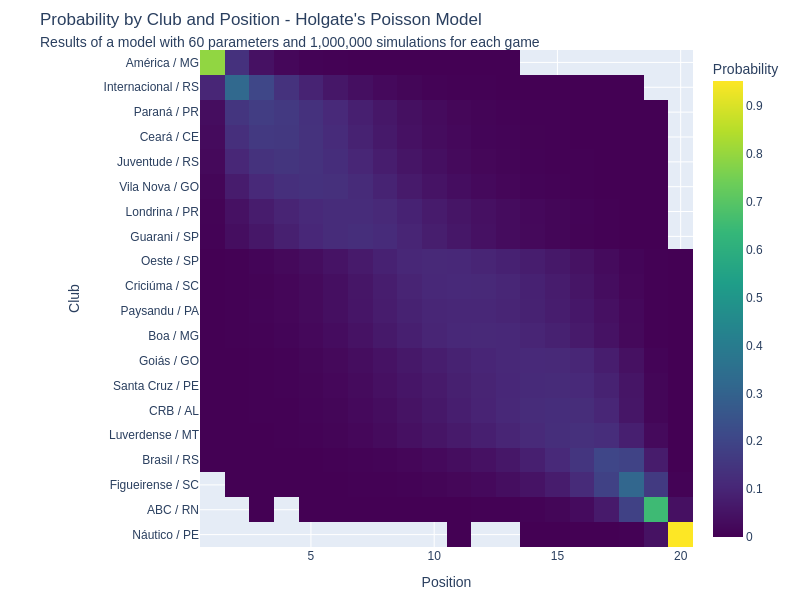 Probability by Club and Position - Holgate's Poisson Model
Results of a model with 60 parameters and 1,000,000 simulations for each game
Probability
América / MG
Internacional / RS
Paraná / PR
Ceará / CE
Juventude / RS
Vila Nova / GO
Londrina / PR
Guarani / SP
Oeste / SP
Criciúma / SC
Paysandu / PA
Boa / MG
Goiás / GO
Santa Cruz / PE
CRB / AL
Luverdense / MT
Brasil / RS
Figueirense / SC
ABC / RN
Náutico / PE
Club
5
10
15
20
Position
0.9
0.8
0.7
0.6
0.5
0.4
0.3
0.2
0.1
0